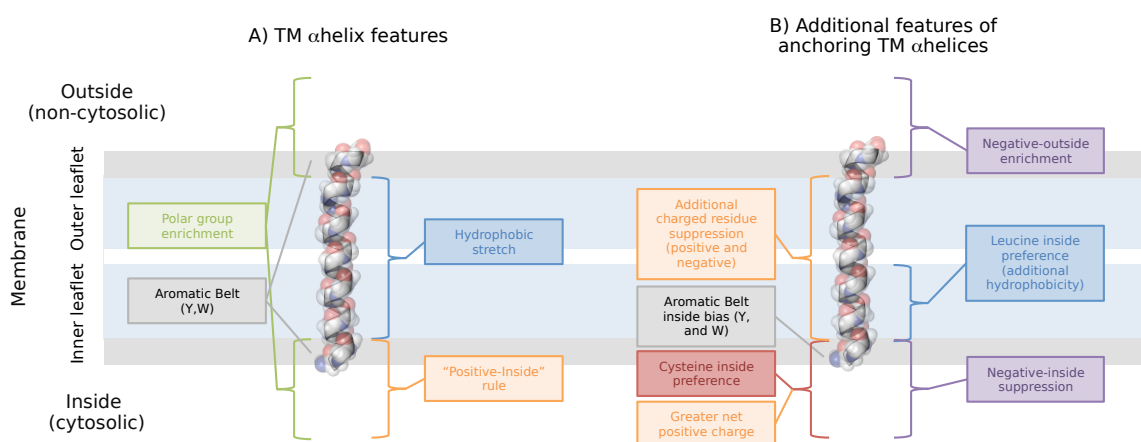 A) TM αhelix features
B) Additional features of
anchoring TM αhelices
Outside
(non-cytosolic)
Membrane
Outer leaflet
Inner leaflet
Inside
(cytosolic)
Polar group
enrichment
Aromatic Belt
(Y,W)
Hydrophobic
stretch
“Positive-Inside”
rule
Additional
charged residue
suppression
(positive and
negative)
Aromatic Belt
inside bias (Y,
and W)
Cysteine inside
preference
Greater net
positive charge
Negative-outside
enrichment
Leucine inside
preference
(additional
hydrophobicity)
Negative-inside
suppression